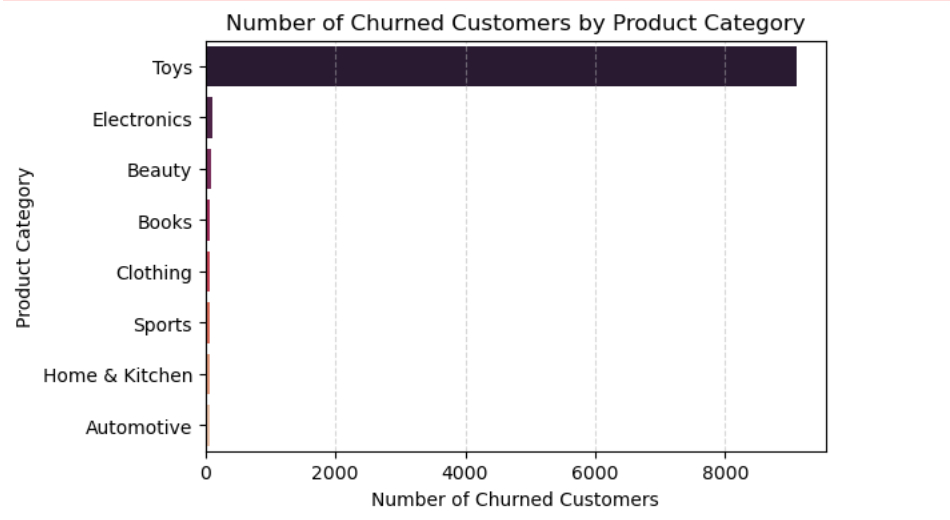 Number of Churned Customers by Product Category
Toys
Electronics
Beauty
Books
Clothing
Sports
Home & Kitchen
Automotive
Product Category
0 2000 4000 6000 8000
Number of Churned Customers